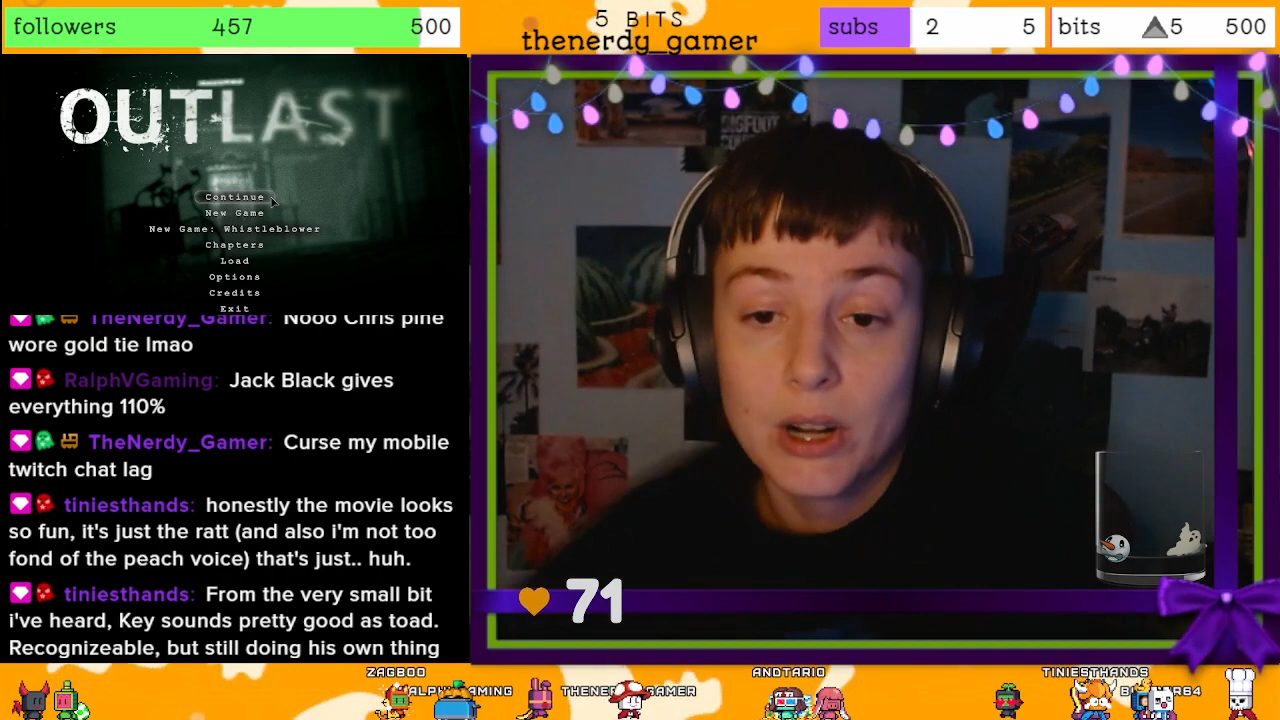 followers 457 500
5 BITS
thenerdy_gamer
subs 2 5
bits 5 500
OUTLAST
Continue
New Game
New Game: Whistleblower
Chapters
Load
Options
Credits
Exit
BIGFOOT
TheNerdy_Gamer: Nooo Chris pine
wore gold tie lmao
RalphVGaming: Jack Black gives
everything 110%
TheNerdy_Gamer: Curse my mobile
twitch chat lag
tiniesthands: honestly the movie looks
so fun, it's just the ratt (and also i'm not too
fond of the peach voice) that's just.. huh.
tiniesthands: From the very small bit
i've heard, Key sounds pretty good as toad.
Recognizeable, but still doing his own thing
71
ZAGBOO
ANDTARIO
TINIESTHANDS